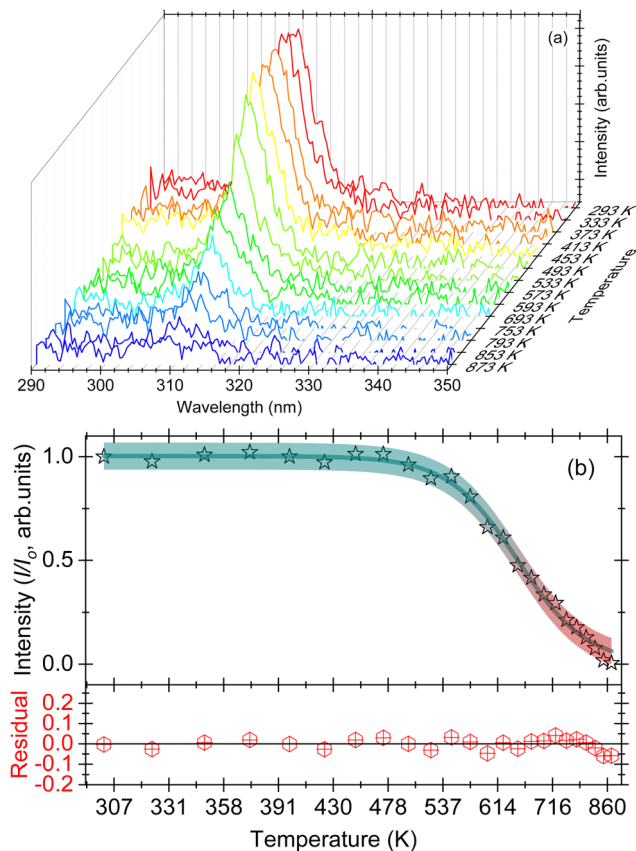 (a)
Intensity (arb.units)
293 K
333 K
373 K
413 K
453 K
493 K
533 K
573 K
593 K
693 K
753 K
793 K
853 K
873 K
Temperature
290 300 310 320 330 340 350
Wavelength (nm)
(b)
Intensity (I/Io, arb.units)
1.0
0.5
0.0
Residual
0.2
0.1
0.0
-0.1
-0.2
307 331 358 391 430 478 537 614 716 860
Temperature (K)